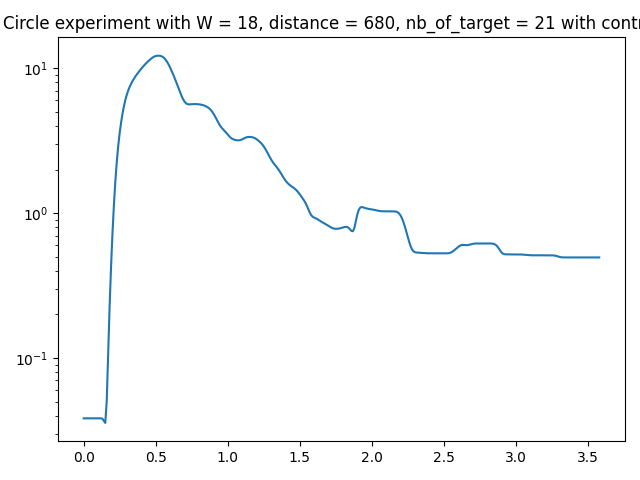 Circle experiment with W = 18, distance = 680, nb_of_target = 21 with contr
10¹
10⁰
10⁻¹
0.0 0.5 1.0 1.5 2.0 2.5 3.0 3.5